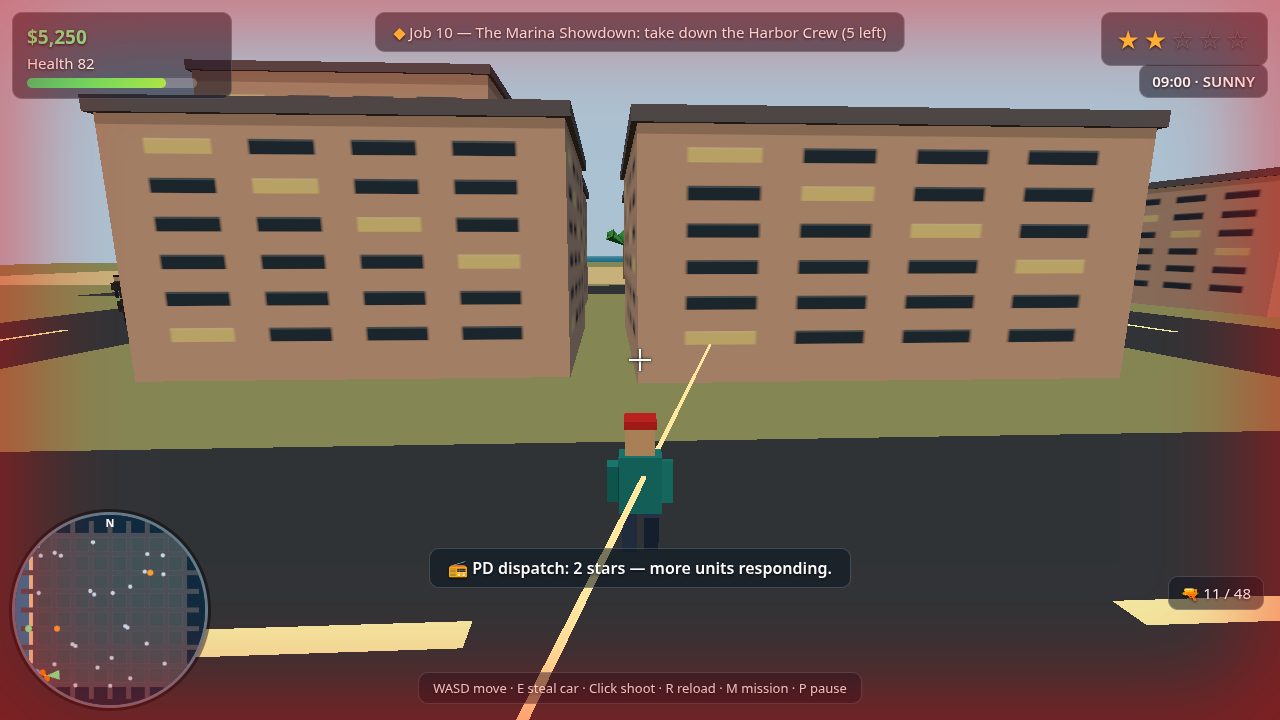 $5,250
Health 82
◆ Job 10 — The Marina Showdown: take down the Harbor Crew (5 left)
★ ★ ☆ ☆ ☆
09:00 · SUNNY
N
📻 PD dispatch: 2 stars — more units responding.
🔫 11 / 48
WASD move · E steal car · Click shoot · R reload · M mission · P pause